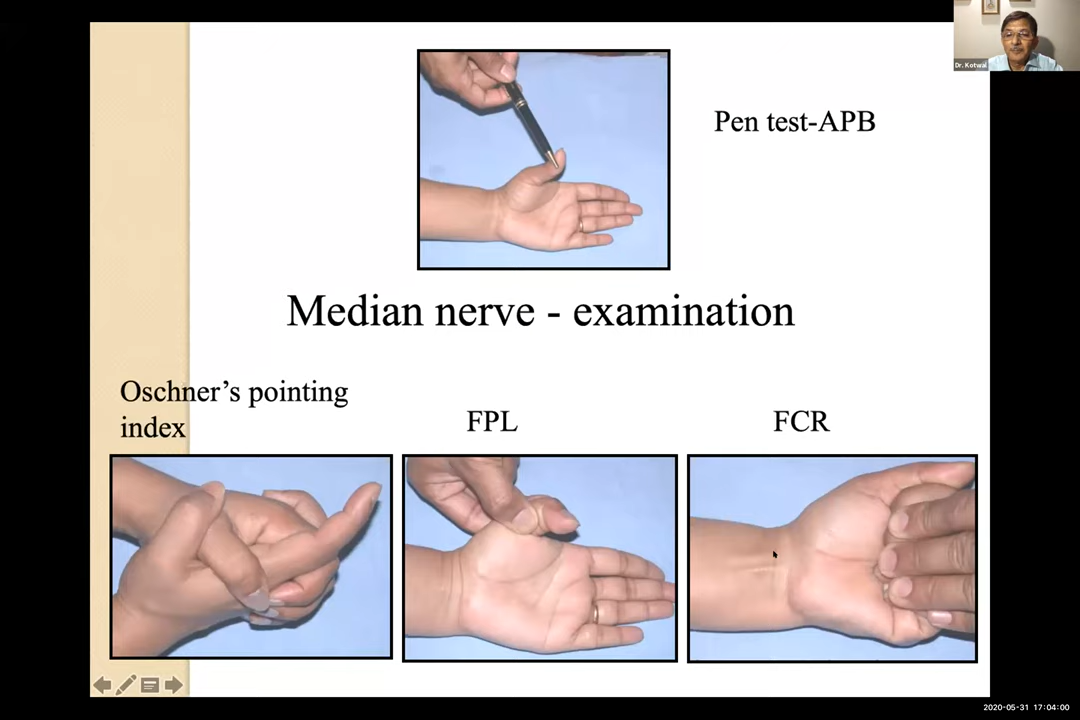 Dr. Kotwal
Pen test-APB
Median nerve - examination
Oschner's pointing
index
FPL
FCR
2020-05-31 17:04:00